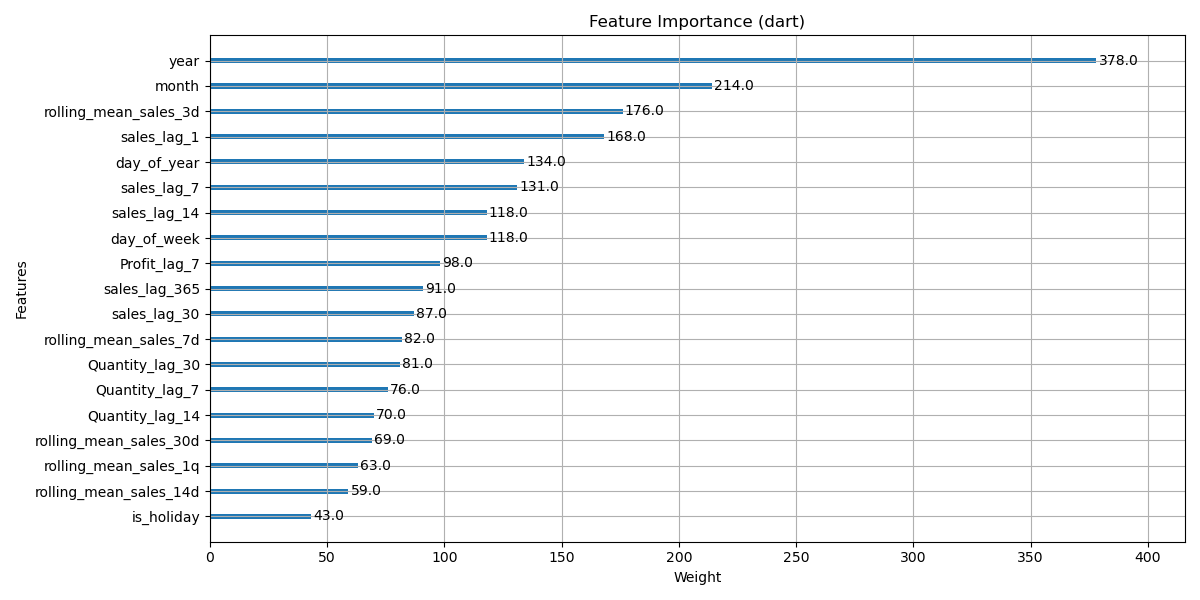 Feature Importance (dart)
year 378.0
month 214.0
rolling_mean_sales_3d 176.0
sales_lag_1 168.0
day_of_year 134.0
sales_lag_7 131.0
sales_lag_14 118.0
day_of_week 118.0
Profit_lag_7 98.0
sales_lag_365 91.0
sales_lag_30 87.0
rolling_mean_sales_7d 82.0
Quantity_lag_30 81.0
Quantity_lag_7 76.0
Quantity_lag_14 70.0
rolling_mean_sales_30d 69.0
rolling_mean_sales_1q 63.0
rolling_mean_sales_14d 59.0
is_holiday 43.0
Features
0 50 100 150 200 250 300 350 400
Weight